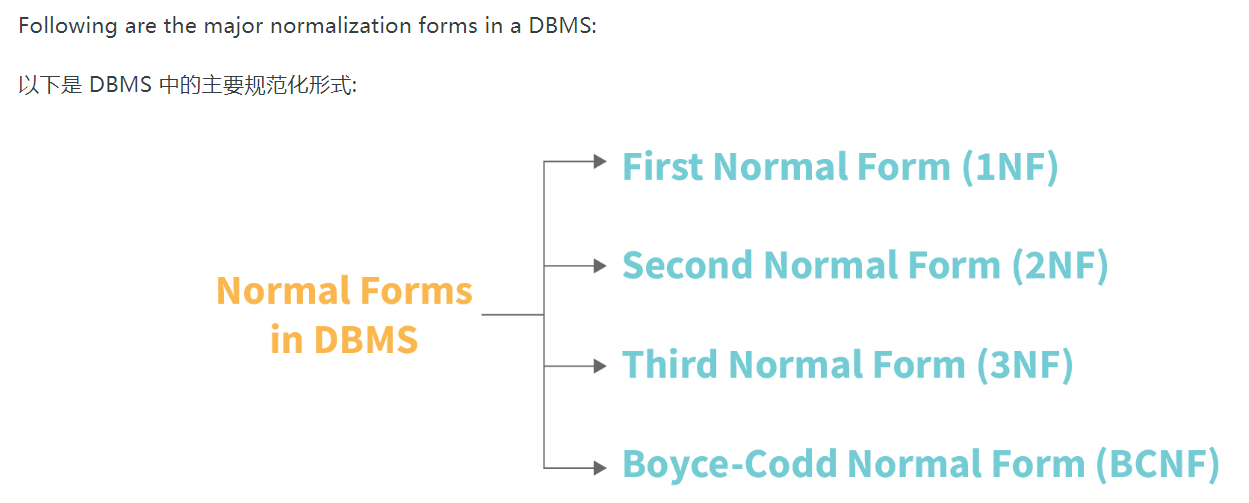 Following are the major normalization forms in a DBMS:
以下是 DBMS 中的主要规范化形式:
Normal Forms
in DBMS
First Normal Form (1NF)
Second Normal Form (2NF)
Third Normal Form (3NF)
Boyce-Codd Normal Form (BCNF)